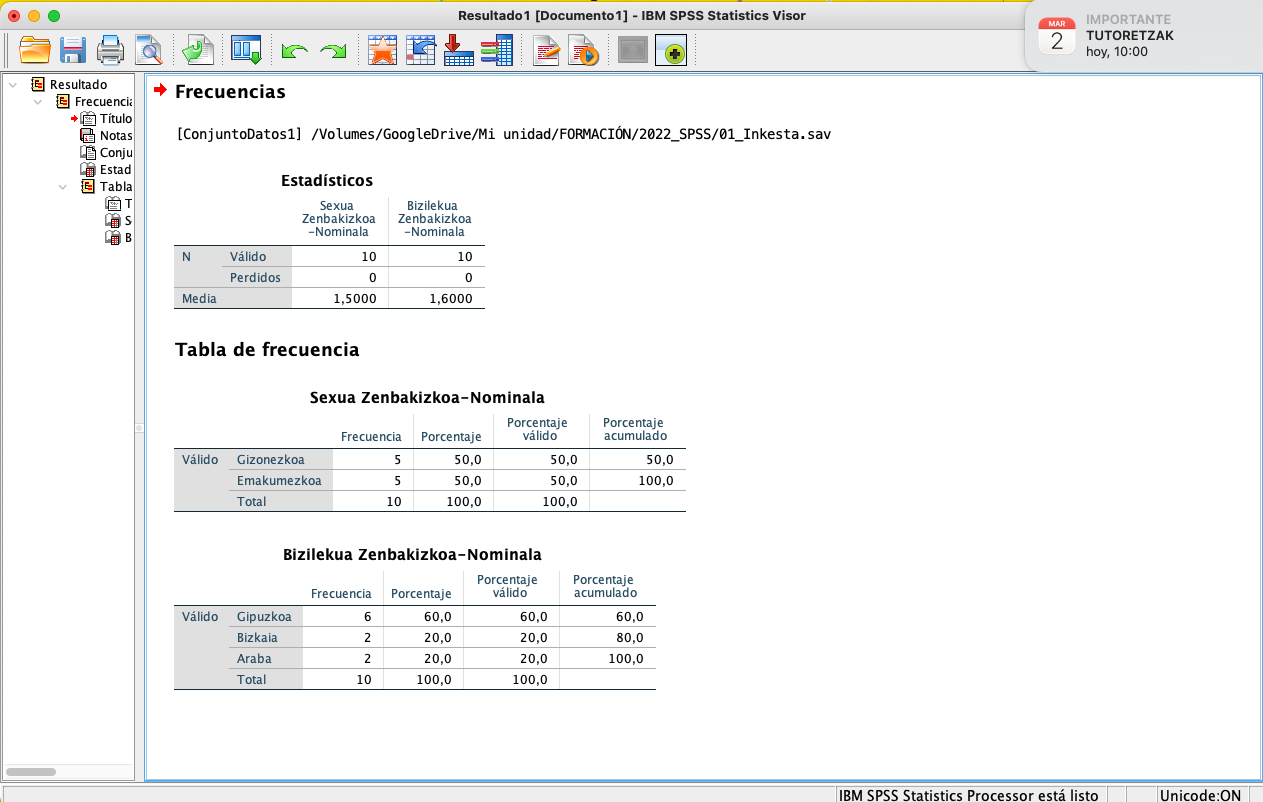 Resultado1 [Documento1] - IBM SPSS Statistics Visor
MAR
2
IMPORTANTE
TUTORETZAK
hoy, 10:00
Resultado
Frecuencia
Título
Notas
Conju
Estad
Tabla
T
S
B
Frecuencias
[ConjuntoDatos1] /Volumes/GoogleDrive/Mi unidad/FORMACIÓN/2022_SPSS/01_Inkesta.sav
Estadísticos
Sexua Zenbakizkoa -Nominala
Bizilekua Zenbakizkoa -Nominala
N Válido 10 10
Perdidos 0 0
Media 1,5000 1,6000
Tabla de frecuencia
Sexua Zenbakizkoa-Nominala
Frecuencia Porcentaje Porcentaje válido Porcentaje acumulado
Válido Gizonezkoa 5 50,0 50,0 50,0
Emakumezkoa 5 50,0 50,0 100,0
Total 10 100,0 100,0
Bizilekua Zenbakizkoa-Nominala
Frecuencia Porcentaje Porcentaje válido Porcentaje acumulado
Válido Gipuzkoa 6 60,0 60,0 60,0
Bizkaia 2 20,0 20,0 80,0
Araba 2 20,0 20,0 100,0
Total 10 100,0 100,0
IBM SPSS Statistics Processor está listo
Unicode:ON